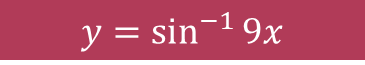 y = sin⁻¹ 9x